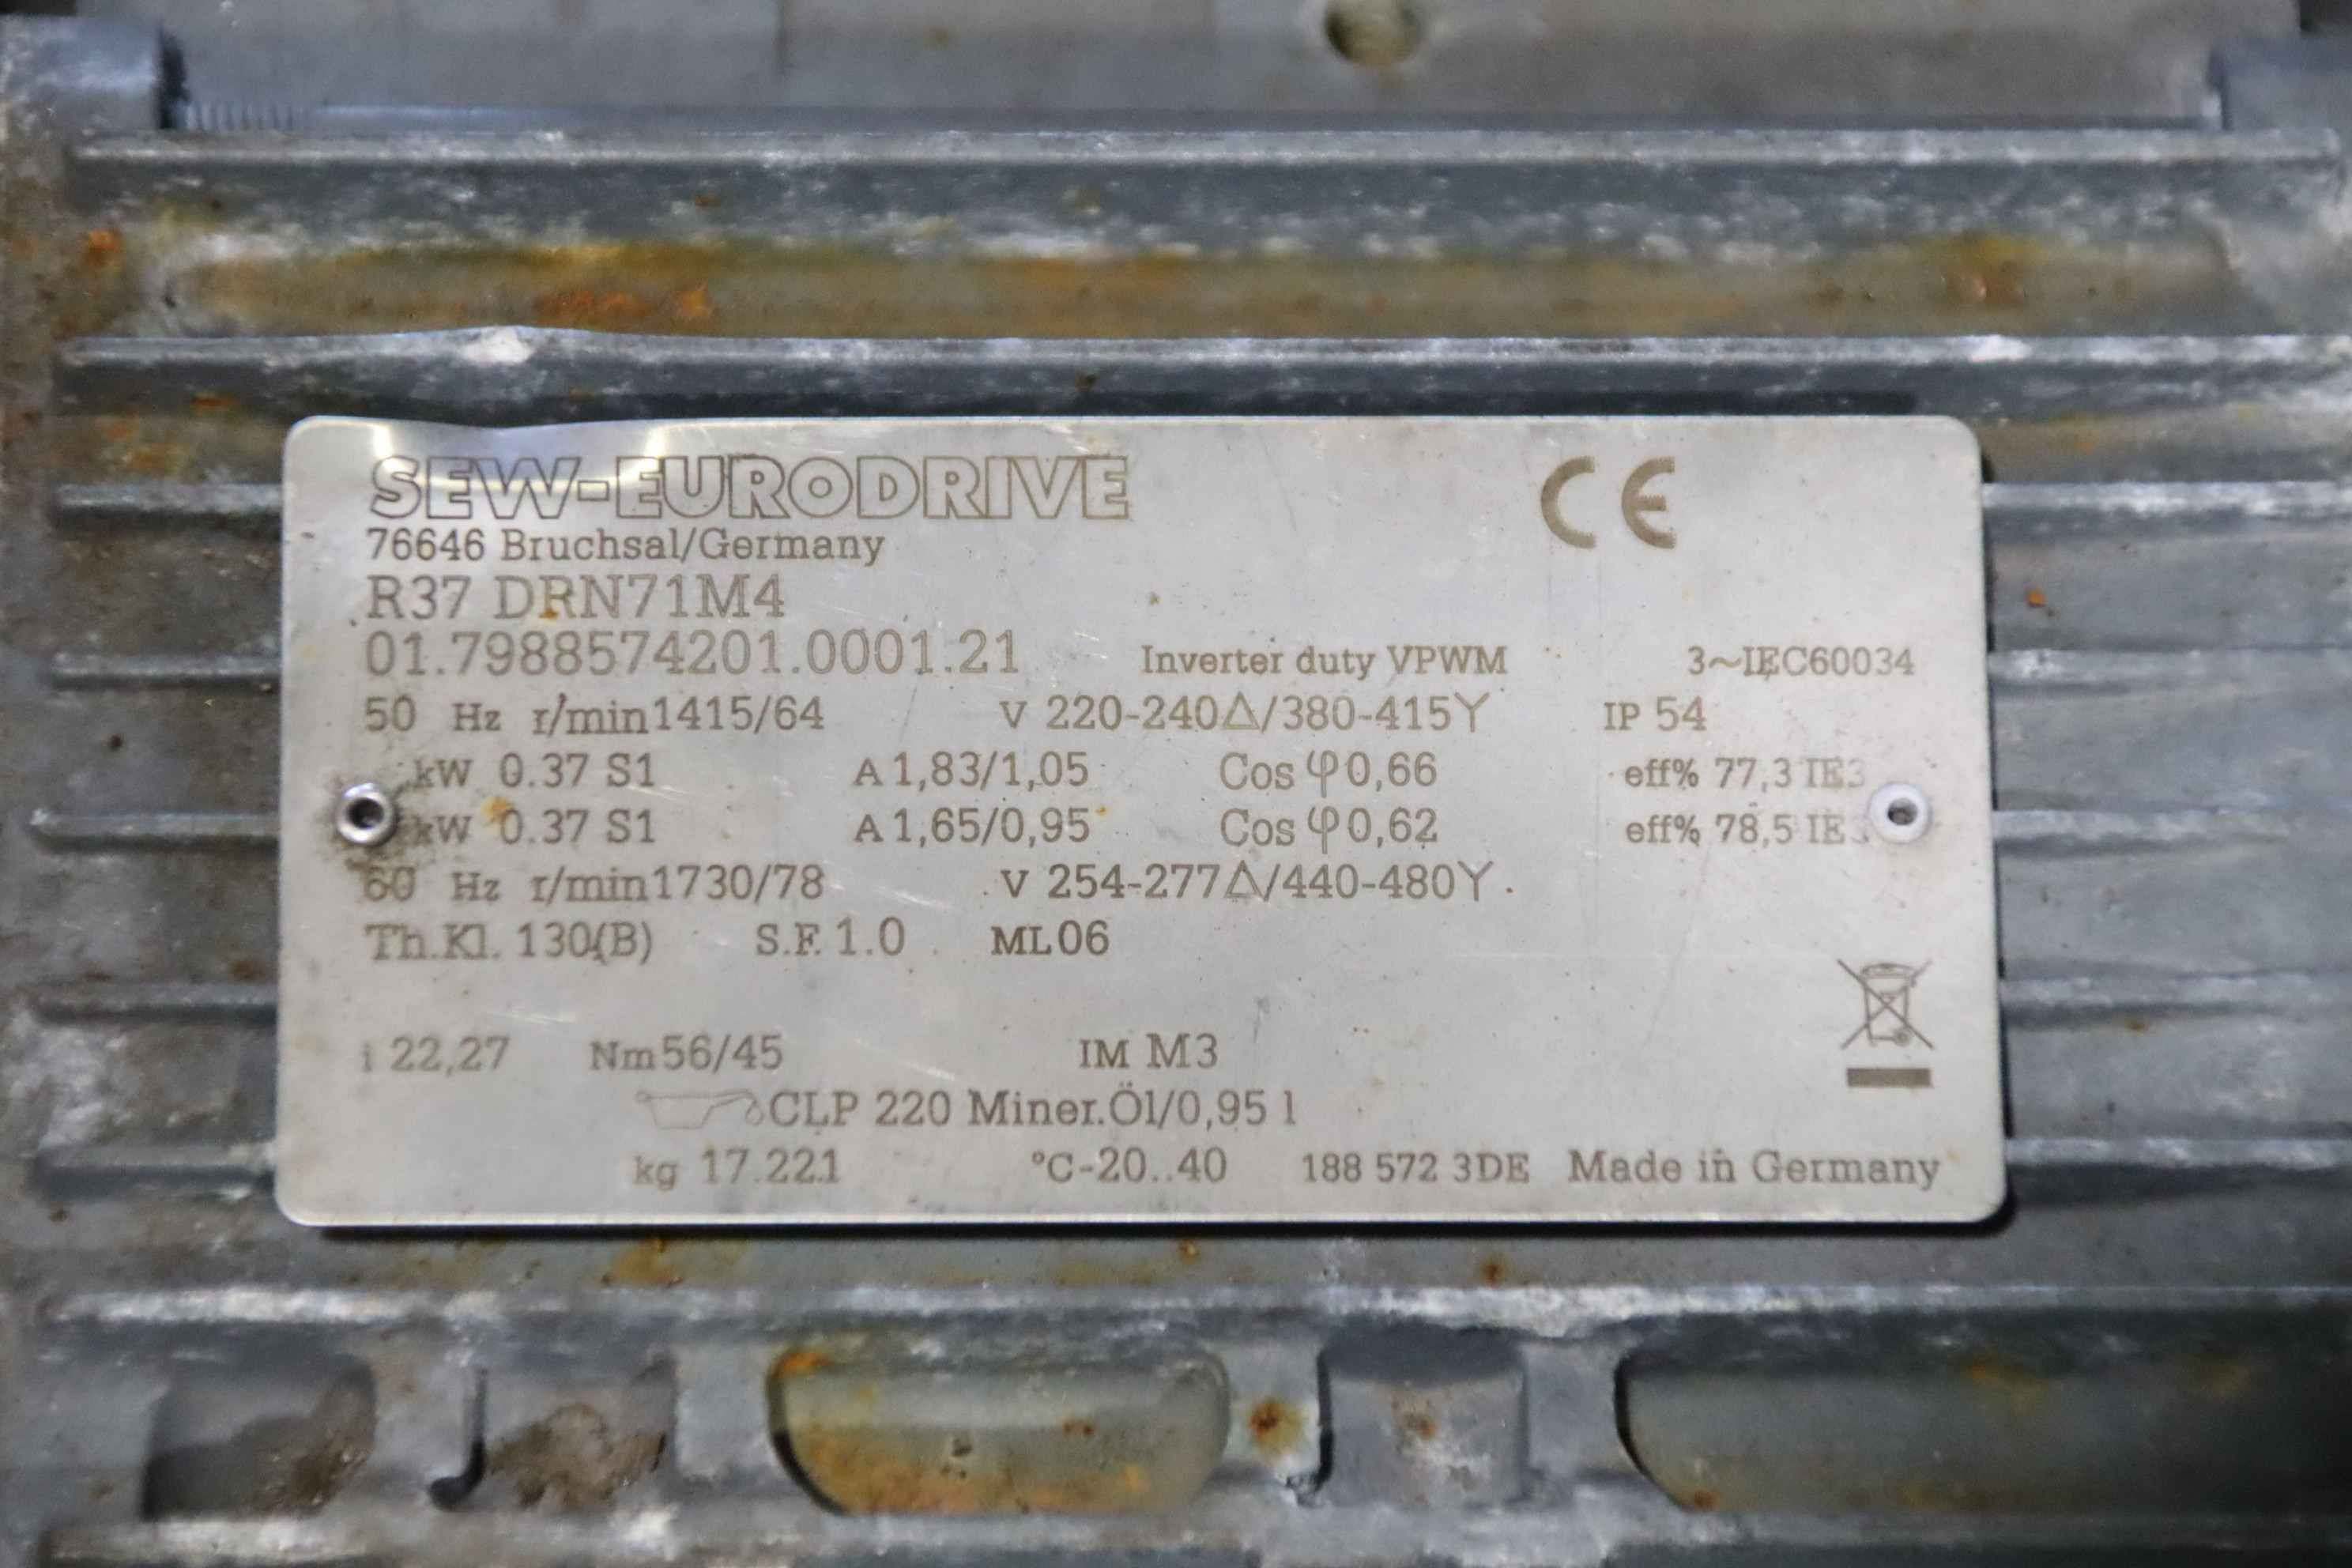 SEW-EURODRIVE CE
76646 Bruchsal/Germany
R37 DRN71M4
01.7988574201.0001.21 Inverter duty VPWM 3~IEC60034
50 Hz r/min1415/64 V 220-240△/380-415Y IP 54
kW 0.37 S1 A 1,83/1,05 Cos φ 0,66 eff% 77,3 IE3
kW 0.37 S1 A 1,65/0,95 Cos φ 0,62 eff% 78,5
60 Hz r/min1730/78 V 254-277△/440-480Y
Th.Kl. 130(B) S.F. 1.0 ML06
i 22,27 Nm56/45 IM M3
CLP 220 Miner.Öl/0,95 l
kg 17.221 °C-20..40 188 572 3DE Made in Germany